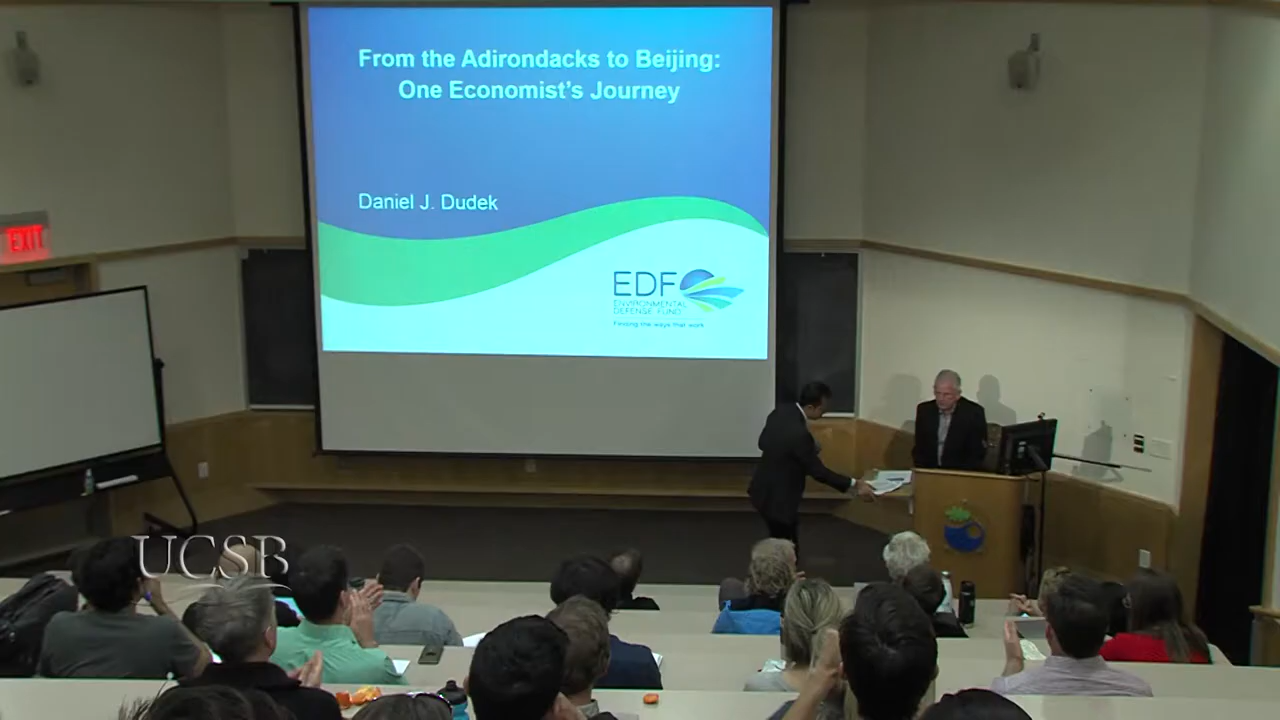 From the Adirondacks to Beijing:
One Economist's Journey
Daniel J. Dudek
EDF
ENVIRONMENTAL
DEFENSE FUND
Finding the ways that work
EXIT
UCSB